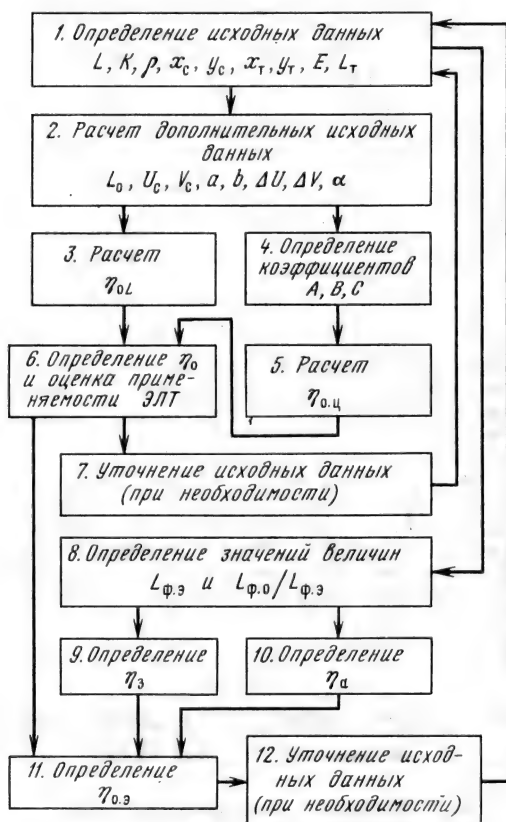 1. Определение исходных данных
L, K, ρ, xс, yс, xт, yт, E, Lт
2. Расчет дополнительных исходных
данных
L₀, Uс, Vс, a, b, ΔU, ΔV, α
3. Расчет
η₀L
4. Определение
коэффициентов
A, B, C
6. Определение η₀
и оценка приме-
няемости ЭЛТ
5. Расчет
ηо.ц
7. Уточнение исходных данных
(при необходимости)
8. Определение значений величин
Lф.э и Lф.о/Lф.э
9. Определение
ηз
10. Определение
ηа
11. Определение
ηо.э
12. Уточнение исход-
ных данных
(при необходимости)